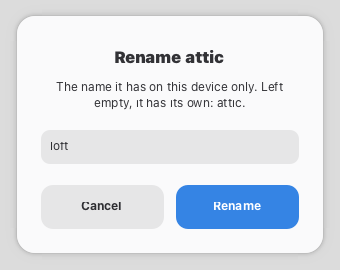 Rename attic
The name it has on this device only. Left
empty, it has its own: attic.
loft
Cancel
Rename